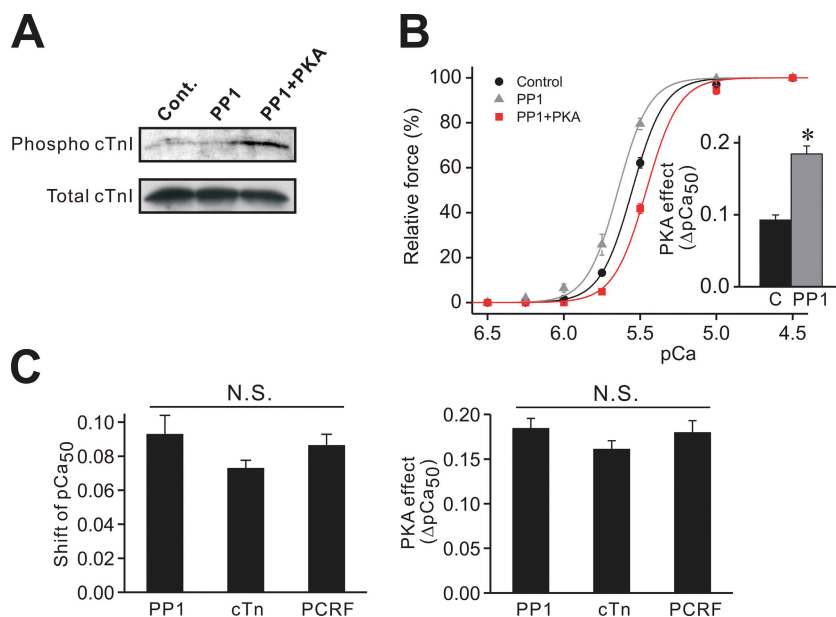 A
Cont.
PP1
PP1+PKA
Phospho cTnI
Total cTnI
B
Control
PP1
PP1+PKA
Relative force (%)
100
80
60
40
20
0
6.5 6.0 5.5 5.0 4.5
pCa
PKA effect
(ΔpCa50)
0.2
0.1
0.0
*
C PP1
C
N.S.
Shift of pCa50
0.10
0.08
0.06
0.04
0.02
0.00
PP1 cTn PCRF
N.S.
PKA effect
(ΔpCa50)
0.20
0.15
0.10
0.05
0.00
PP1 cTn PCRF